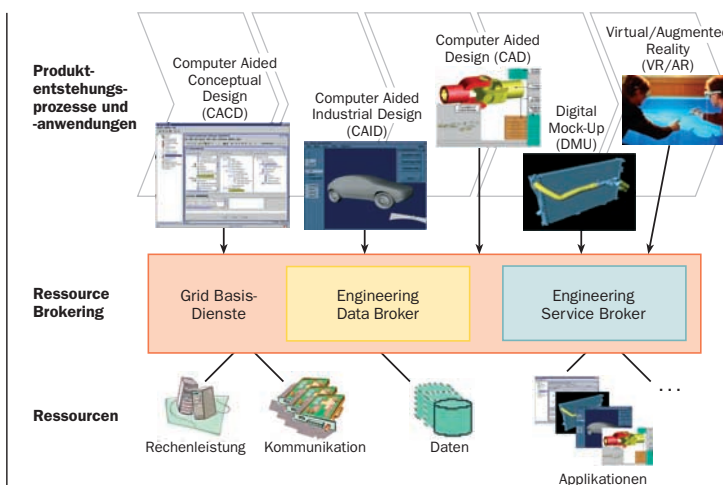 Produkt-
entstehungs-
prozesse und
-anwendungen
Computer Aided
Conceptual
Design
(CACD)
Computer Aided
Industrial Design
(CAID)
Computer Aided
Design (CAD)
Digital
Mock-Up
(DMU)
Virtual/Augmented
Reality
(VR/AR)
Ressource
Brokering
Grid Basis-
Dienste
Engineering
Data Broker
Engineering
Service Broker
Ressourcen
Rechenleistung
Kommunikation
Daten
...
Applikationen